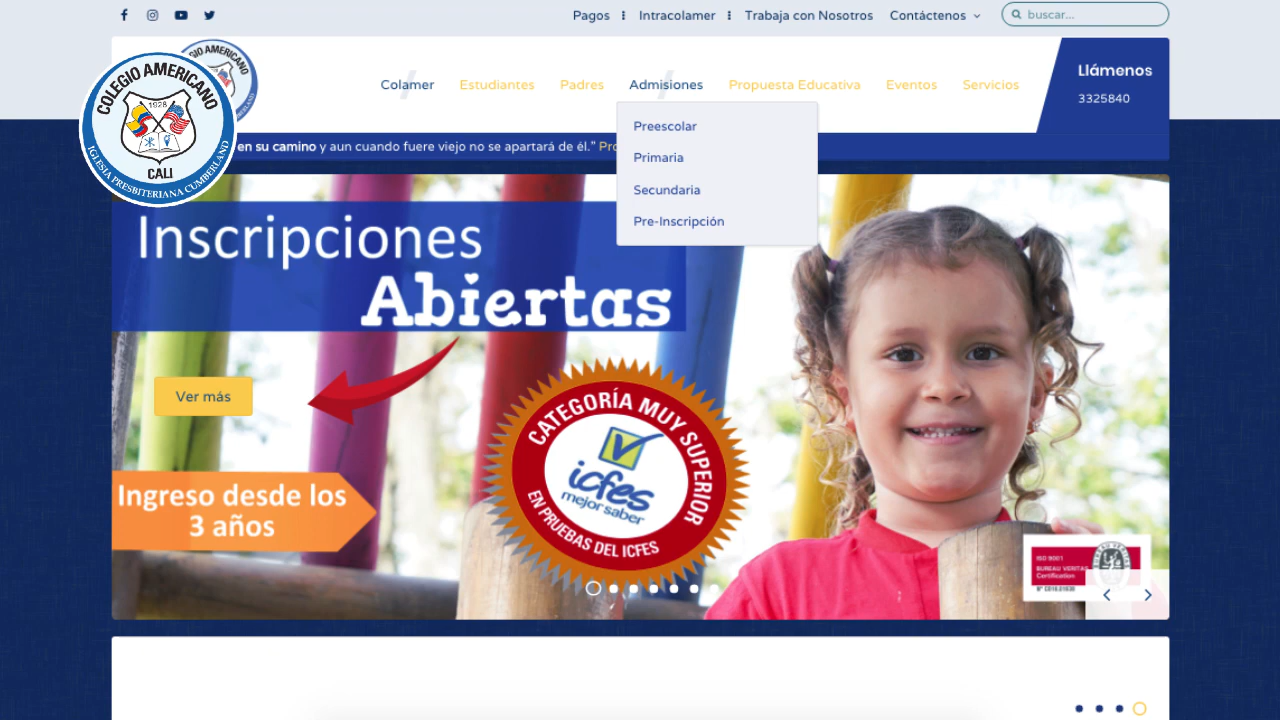 Pagos
Intracolamer
Trabaja con Nosotros
Contáctenos
buscar...
COLEGIO AMERICANO
1928
CALI
IGLESIA PRESBITERIANA CUMBERLAND
Colamer
Estudiantes
Padres
Admisiones
Propuesta Educativa
Eventos
Servicios
Llámenos
3325840
Preescolar
Primaria
Secundaria
Pre-Inscripción
en su camino y aun cuando fuere viejo no se apartará de él.”
Inscripciones
Abiertas
Ver más
Ingreso desde los
3 años
CATEGORÍA MUY SUPERIOR
icfes
mejor saber
EN PRUEBAS DEL ICFES
ISO 9001
BUREAU VERITAS
Certification